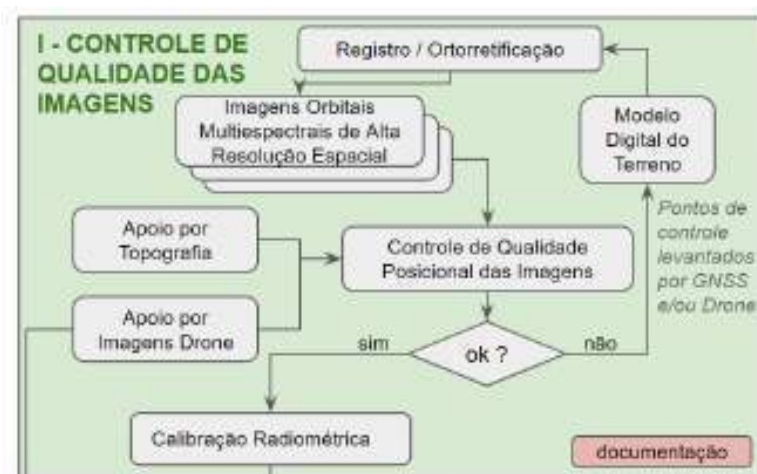 I - CONTROLE DE
QUALIDADE DAS
IMAGENS
Registro / Ortorretificação
Imagens Orbitais
Multiespectrais de Alta
Resolução Espacial
Modelo
Digital do
Terreno
Apoio por
Topografia
Controle de Qualidade
Posicional das Imagens
Pontos de
controle
levantados
por GNSS
e/ou Drone
Apoio por
Imagens Drone
sim
ok ?
não
Calibração Radiométrica
documentação